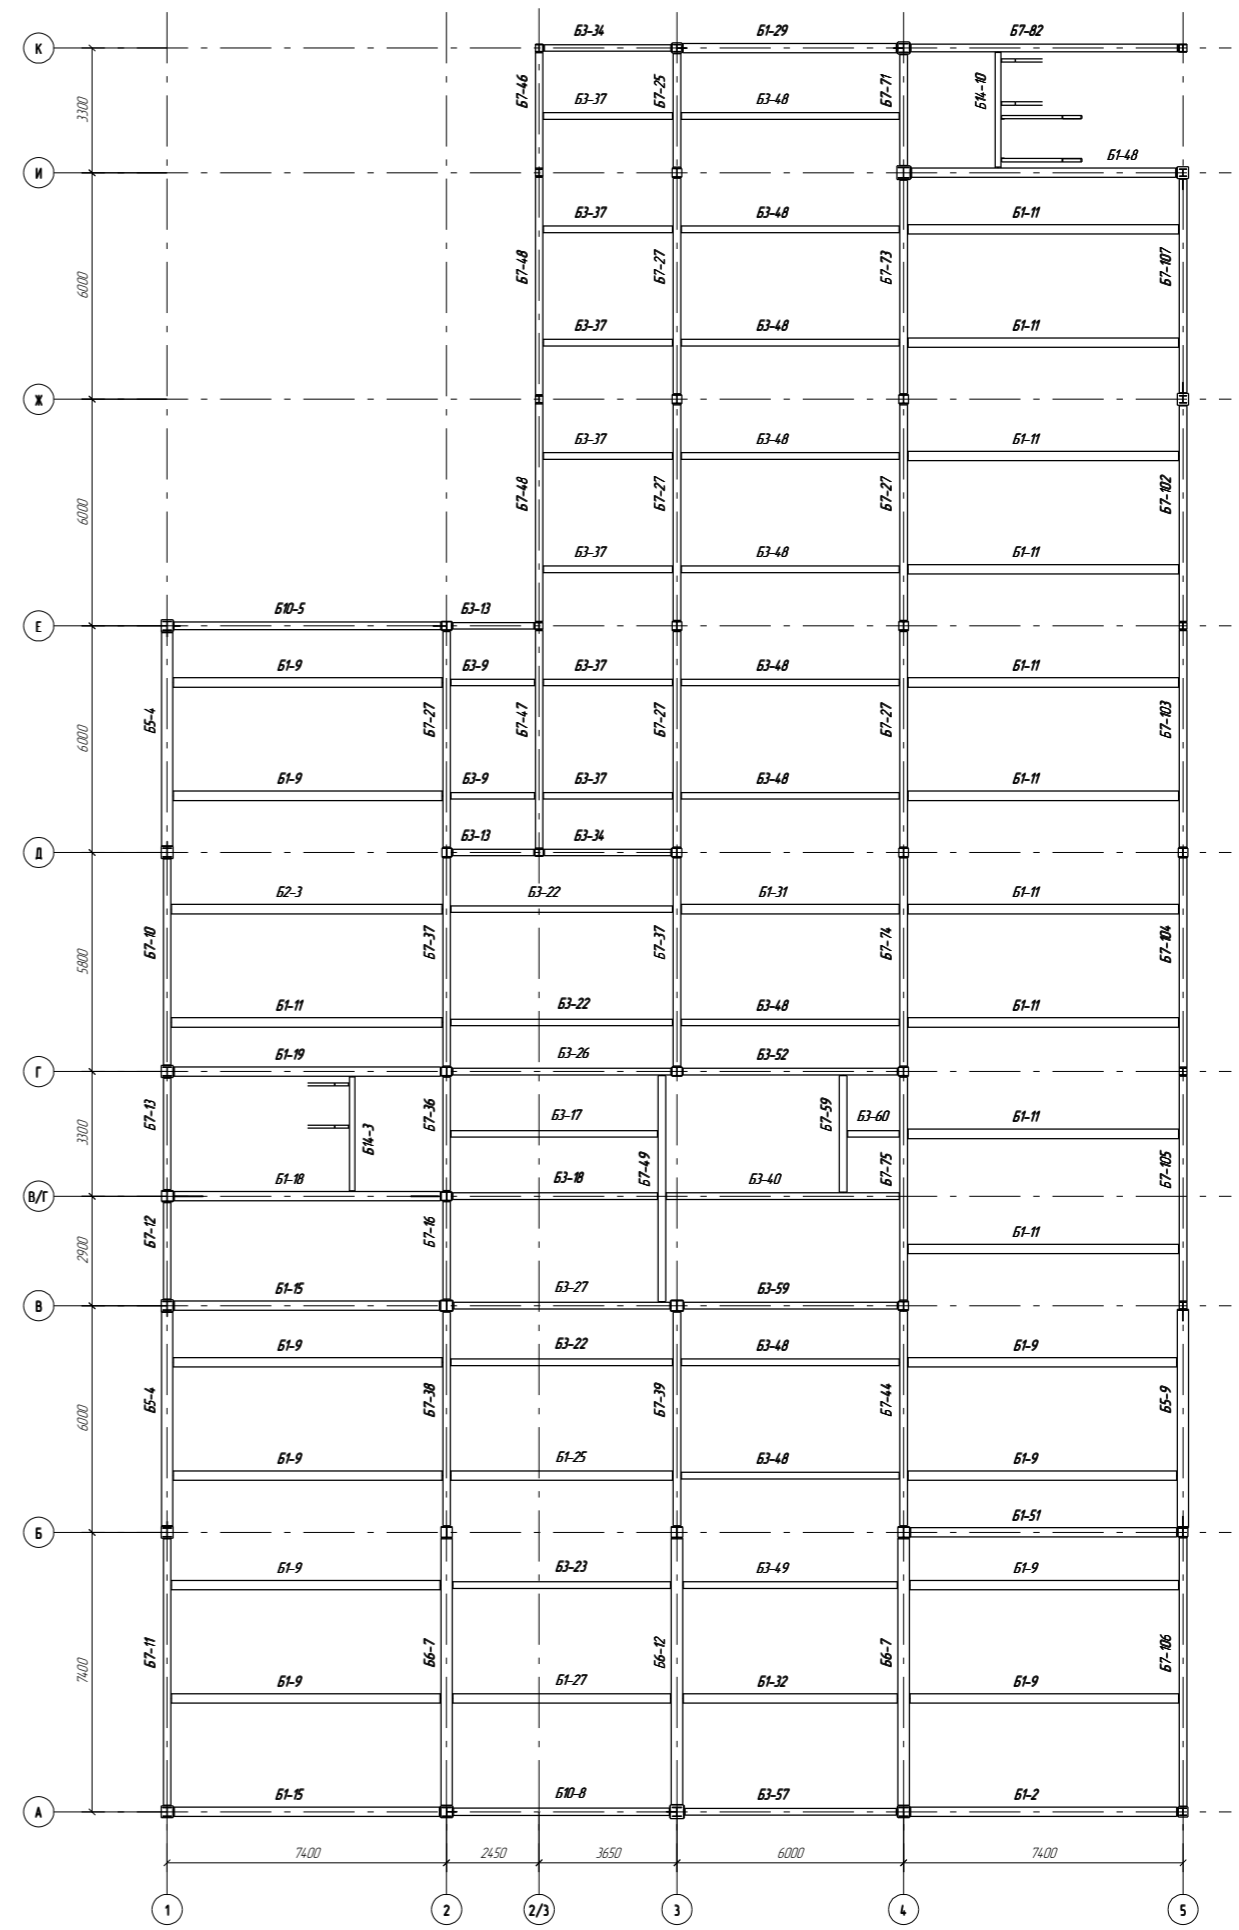 Б3-34 Б1-29 Б7-82
К
Б7-46 Б7-25 Б7-71 Б14-10
3300
Б3-37 Б3-48
Б1-48
И
Б3-37 Б3-48 Б1-11
6000
Б7-48 Б7-27 Б7-73 Б7-107
Б3-37 Б3-48 Б1-11
Ж
Б3-37 Б3-48 Б1-11
6000
Б7-48 Б7-27 Б7-27 Б7-102
Б3-37 Б3-48 Б1-11
Б10-5 Б3-13
Е
Б1-9 Б3-9 Б3-37 Б3-48 Б1-11
6000
Б5-4 Б7-27 Б7-47 Б7-27 Б7-27 Б7-103
Б1-9 Б3-9 Б3-37 Б3-48 Б1-11
Б3-13 Б3-34
Д
Б2-3 Б3-22 Б1-31 Б1-11
5800
Б7-10 Б7-37 Б7-37 Б7-74 Б7-104
Б1-11 Б3-22 Б3-48 Б1-11
Б1-19 Б3-26 Б3-52
Г
3300
Б7-13 Б7-36 Б7-59
Б3-17 Б3-60 Б1-11
Б14-3 Б7-49 Б7-75 Б7-105
Б1-18 Б3-18 Б3-40
В/Г
2900
Б7-12 Б7-16
Б1-11
Б1-15 Б3-27 Б3-59
В
Б1-9 Б3-22 Б3-48 Б1-9
6000
Б5-4 Б7-38 Б7-39 Б7-44 Б5-9
Б1-9 Б1-25 Б3-48 Б1-9
Б1-51
Б
Б1-9 Б3-23 Б3-49 Б1-9
7400
Б7-11 Б6-7 Б6-12 Б6-7 Б7-106
Б1-9 Б1-27 Б1-32 Б1-9
Б1-15 Б10-8 Б3-57 Б1-2
А
7400 2450 3650 6000 7400
1 2 2/3 3 4 5